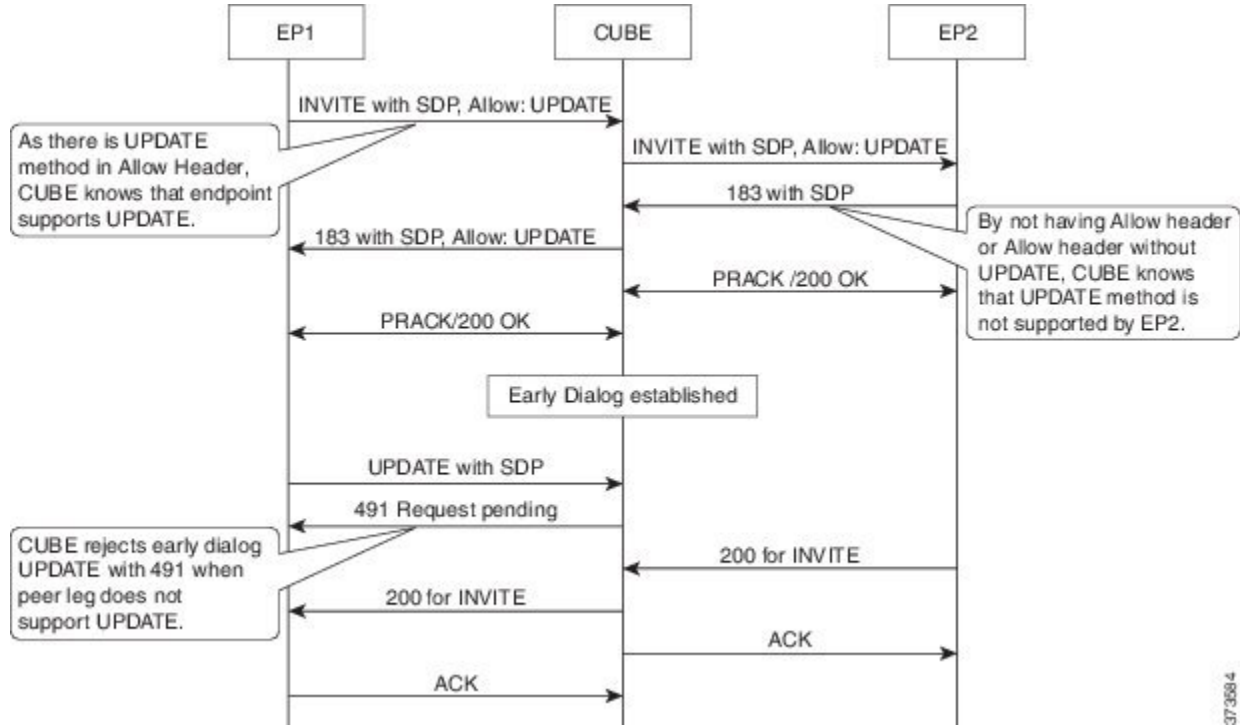 EP1
CUBE
EP2
INVITE with SDP, Allow: UPDATE
As there is UPDATE
method in Allow Header,
CUBE knows that endpoint
supports UPDATE.
INVITE with SDP, Allow: UPDATE
183 with SDP
By not having Allow header
or Allow header without
UPDATE, CUBE knows
that UPDATE method is
not supported by EP2.
183 with SDP, Allow: UPDATE
PRACK /200 OK
PRACK/200 OK
Early Dialog established
UPDATE with SDP
491 Request pending
CUBE rejects early dialog
UPDATE with 491 when
peer leg does not
support UPDATE.
200 for INVITE
200 for INVITE
ACK
ACK
373584